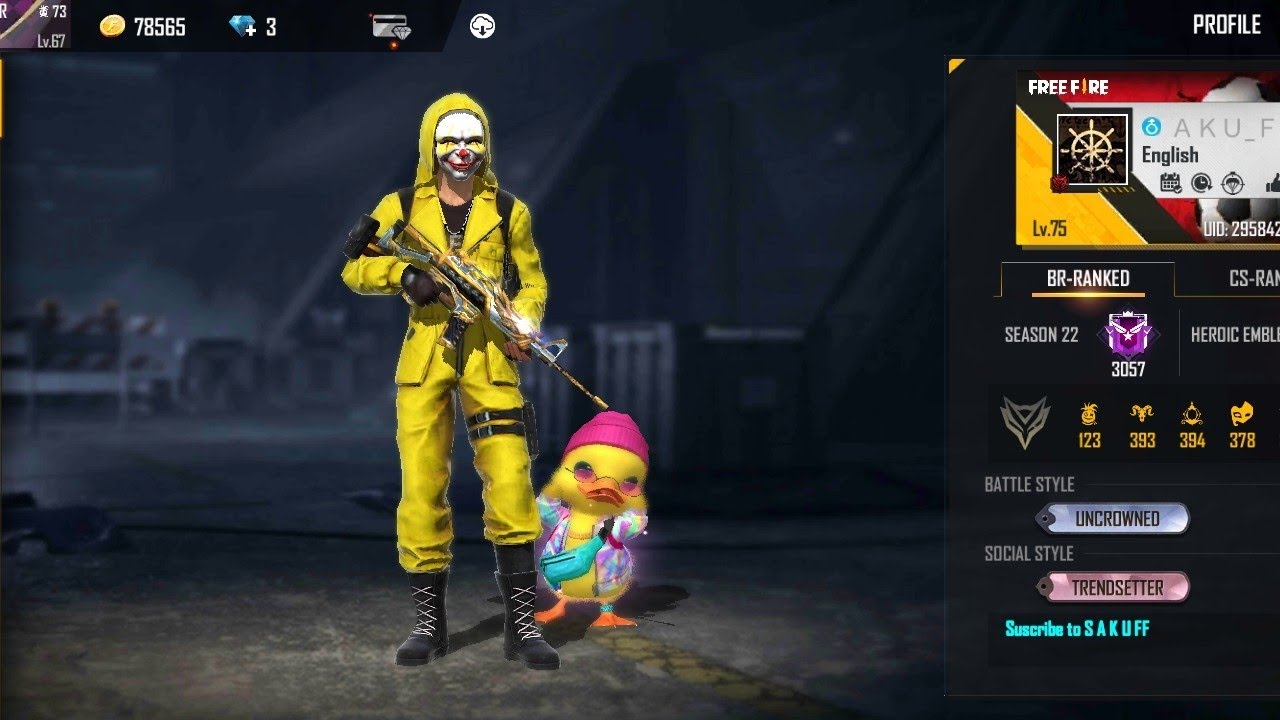 R 73
Lv.67
78565
3
PROFILE
FREE FIRE
AKU_F
English
Lv.75
UID: 295842
BR-RANKED
CS-RAN
SEASON 22
3057
HEROIC EMBLE
123
393
394
378
BATTLE STYLE
UNCROWNED
SOCIAL STYLE
TRENDSETTER
Suscribe to S A K U FF